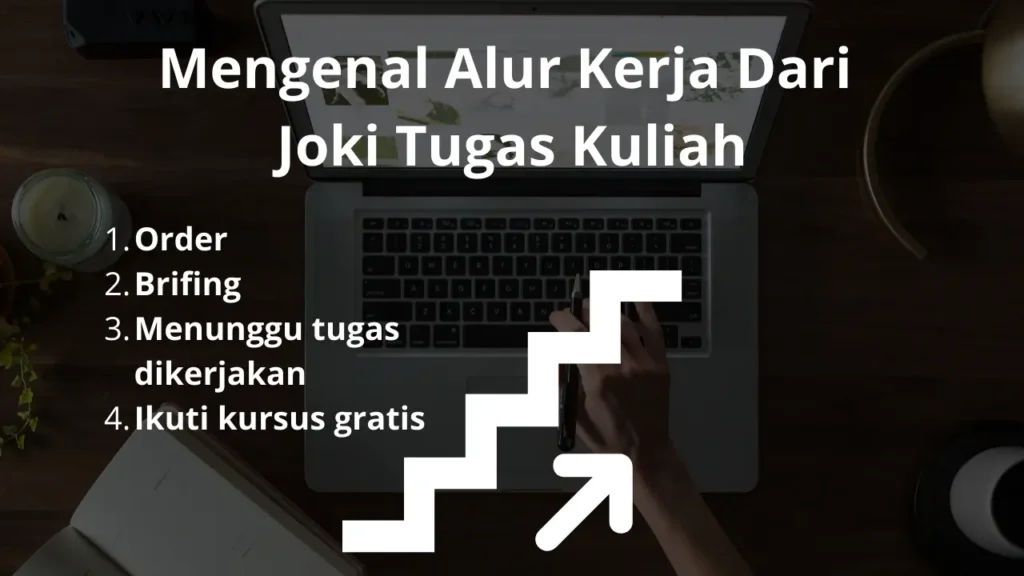 Mengenal Alur Kerja Dari
Joki Tugas Kuliah
1. Order
2. Brifing
3. Menunggu tugas
dikerjakan
4. Ikuti kursus gratis